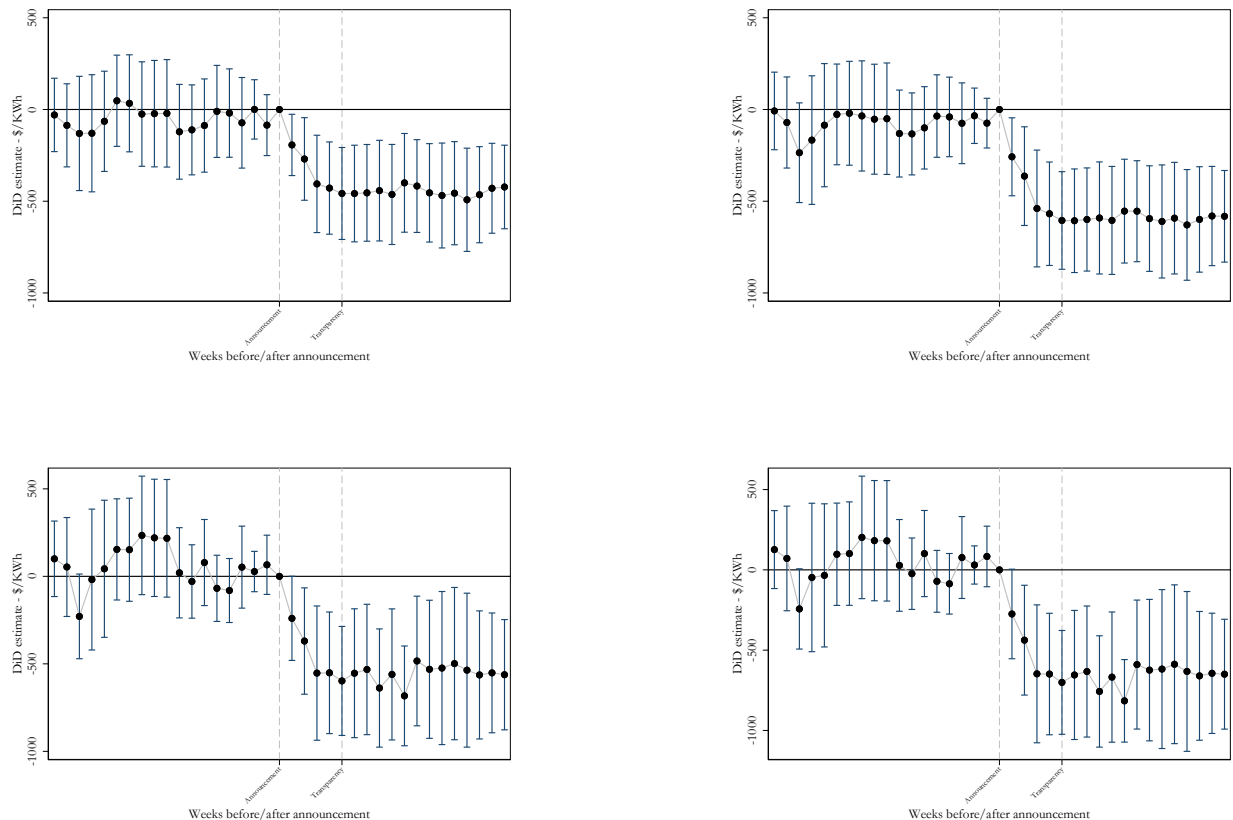 500
0
-500
-1000
DiD estimate - $/KWh
Announcement
Transparency
Weeks before/after announcement
500
0
-500
-1000
DiD estimate - $/KWh
Announcement
Transparency
Weeks before/after announcement
500
0
-500
-1000
DiD estimate - $/KWh
Announcement
Transparency
Weeks before/after announcement
500
0
-500
-1000
DiD estimate - $/KWh
Announcement
Transparency
Weeks before/after announcement